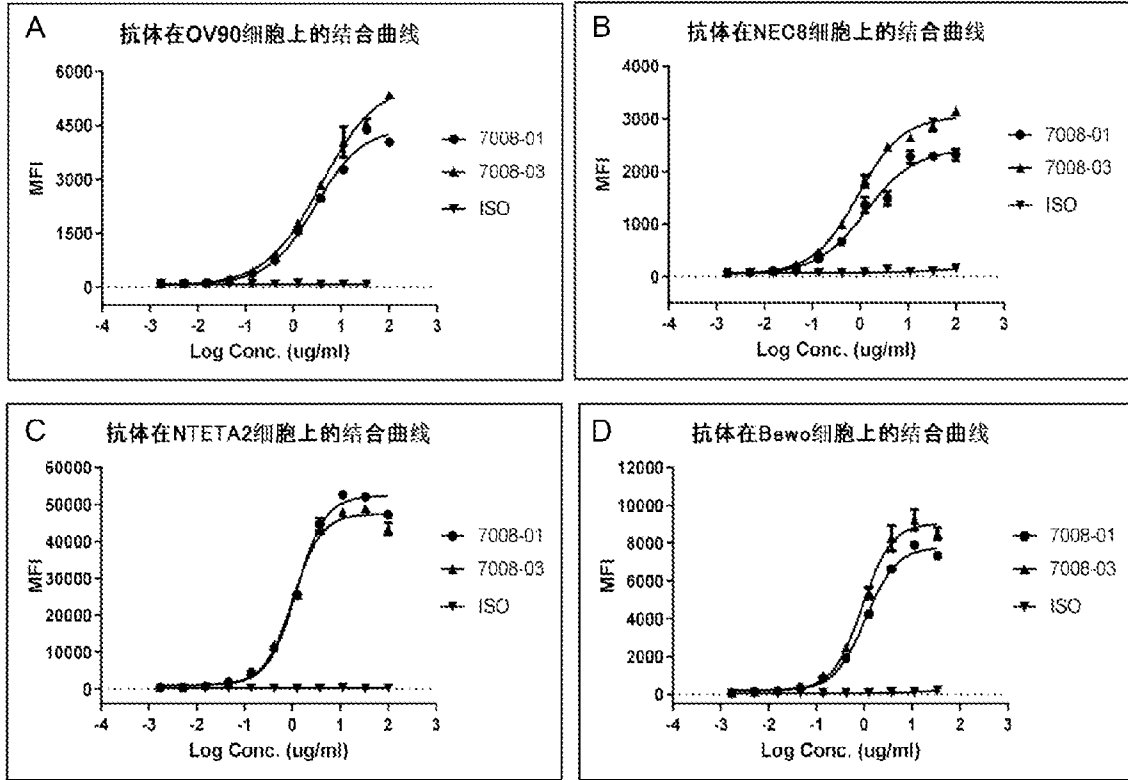 A
抗体在OV90细胞上的结合曲线
6000
4500
3000
1500
0
MFI
-4 -3 -2 -1 0 1 2 3
Log Conc. (ug/ml)
7008-01
7008-03
ISO
B
抗体在NEC8细胞上的结合曲线
4000
3000
2000
1000
0
MFI
-4 -3 -2 -1 0 1 2 3
Log Conc. (ug/ml)
7008-01
7008-03
ISO
C
抗体在NTETA2细胞上的结合曲线
60000
50000
40000
30000
20000
10000
0
MFI
-4 -3 -2 -1 0 1 2 3
Log Conc. (ug/ml)
7008-01
7008-03
ISO
D
抗体在Bewo细胞上的结合曲线
12000
10000
8000
6000
4000
2000
0
MFI
-4 -3 -2 -1 0 1 2 3
Log Conc. (ug/ml)
7008-01
7008-03
ISO